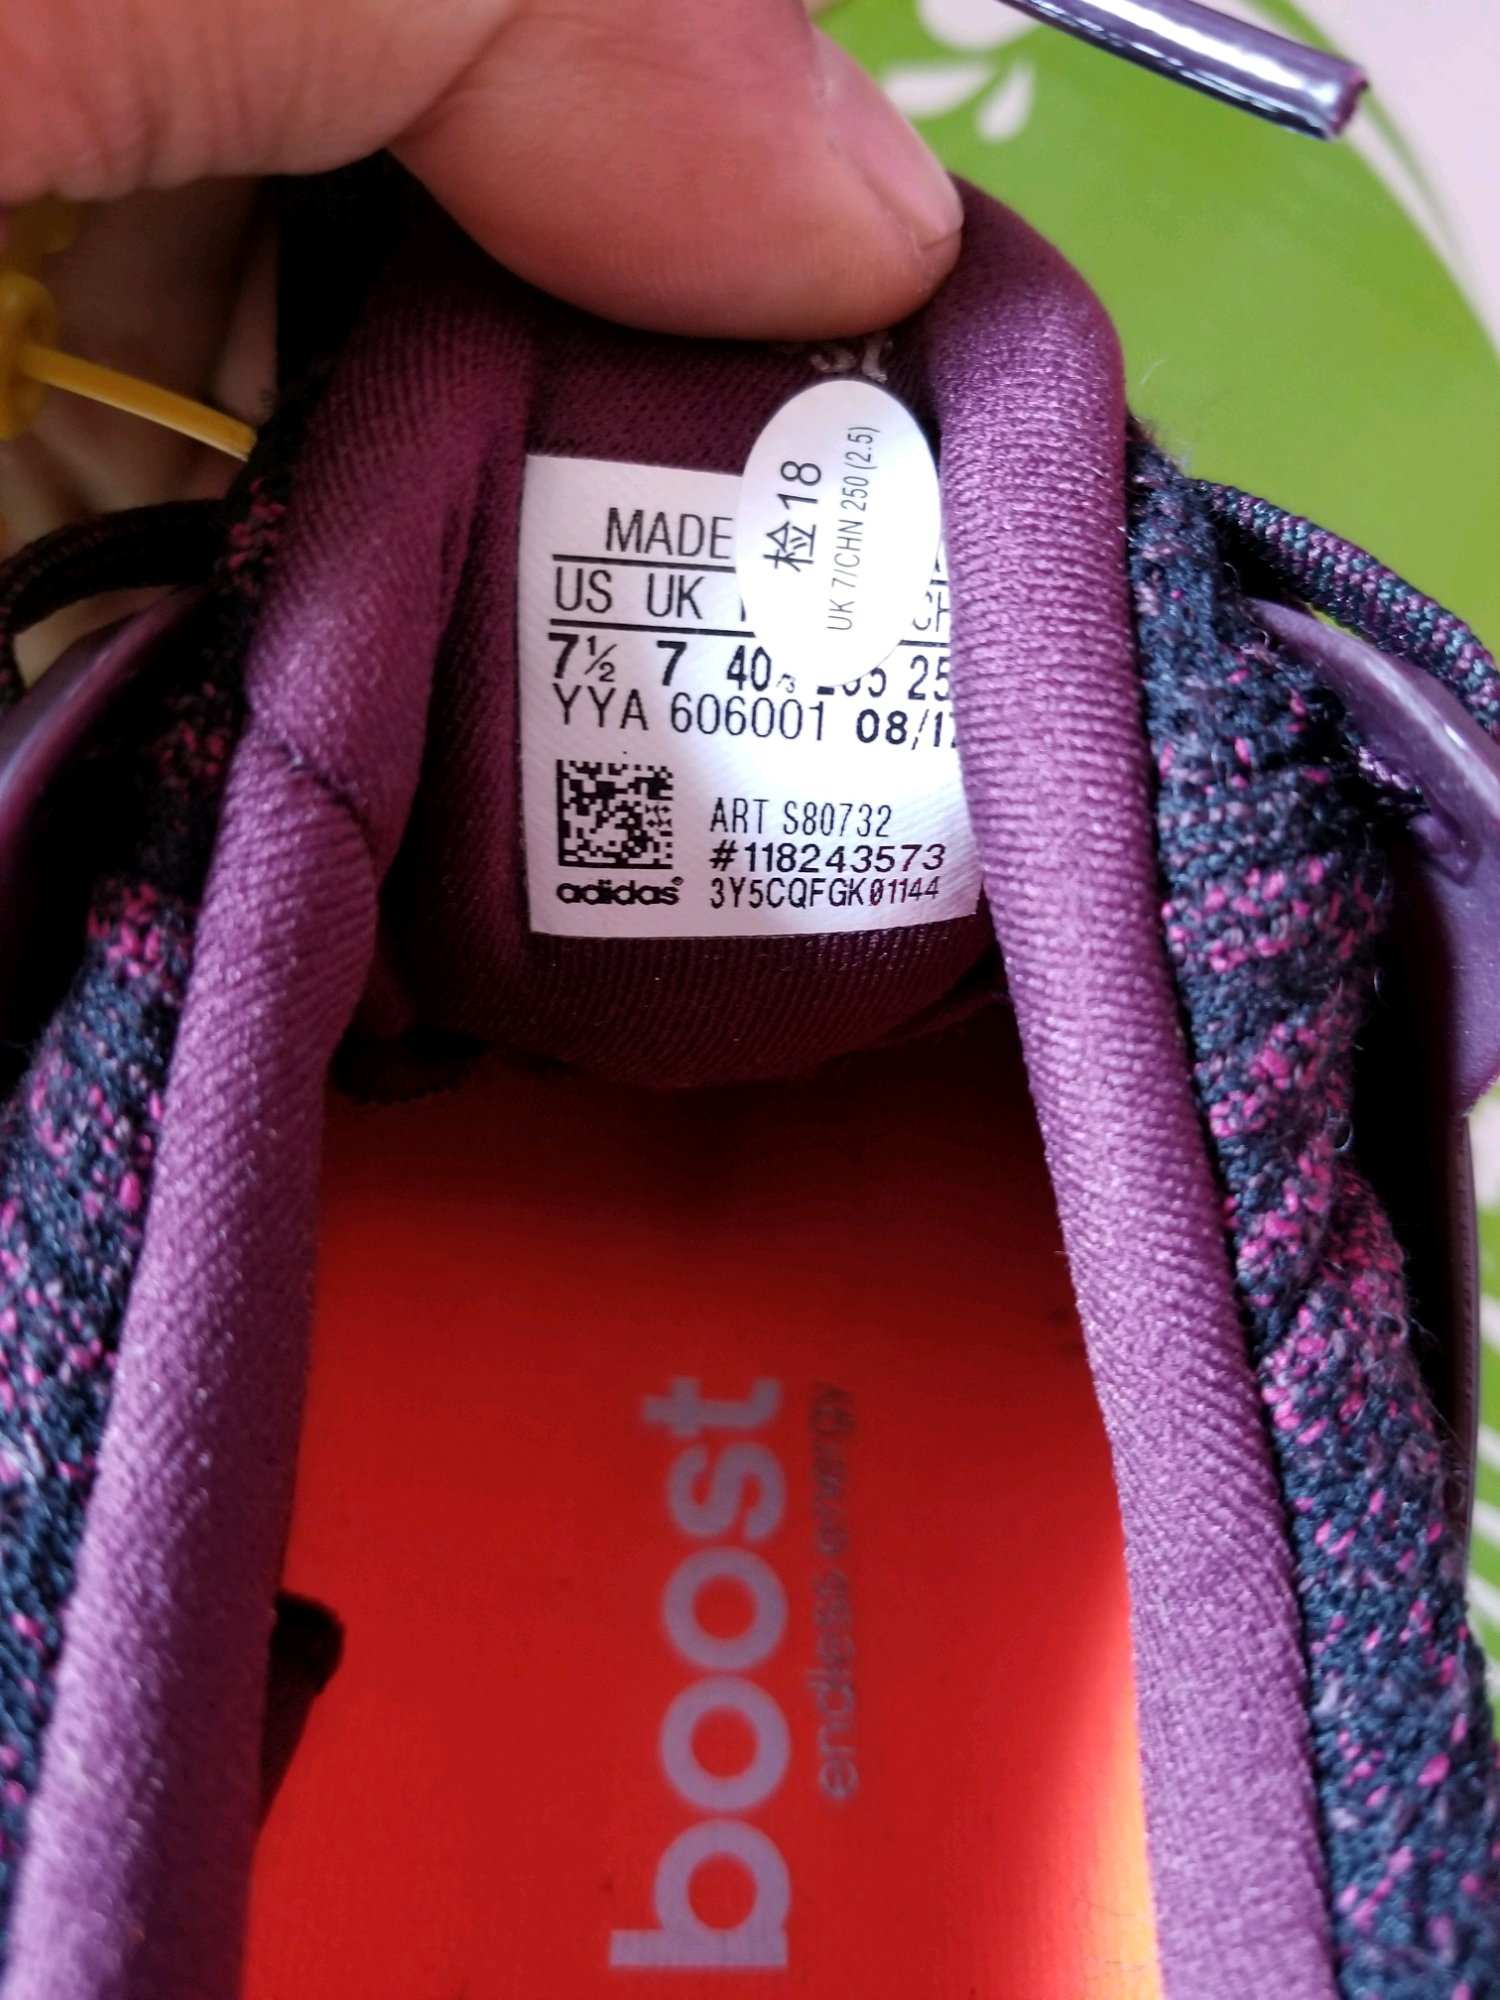 检18
UK 7/CHN 250 (2.5)
MADE
US UK
7½ 7 40
YYA 606001 08/1
ART S80732
#118243573
adidas® 3Y5CQFGK01144
boost
endless energy